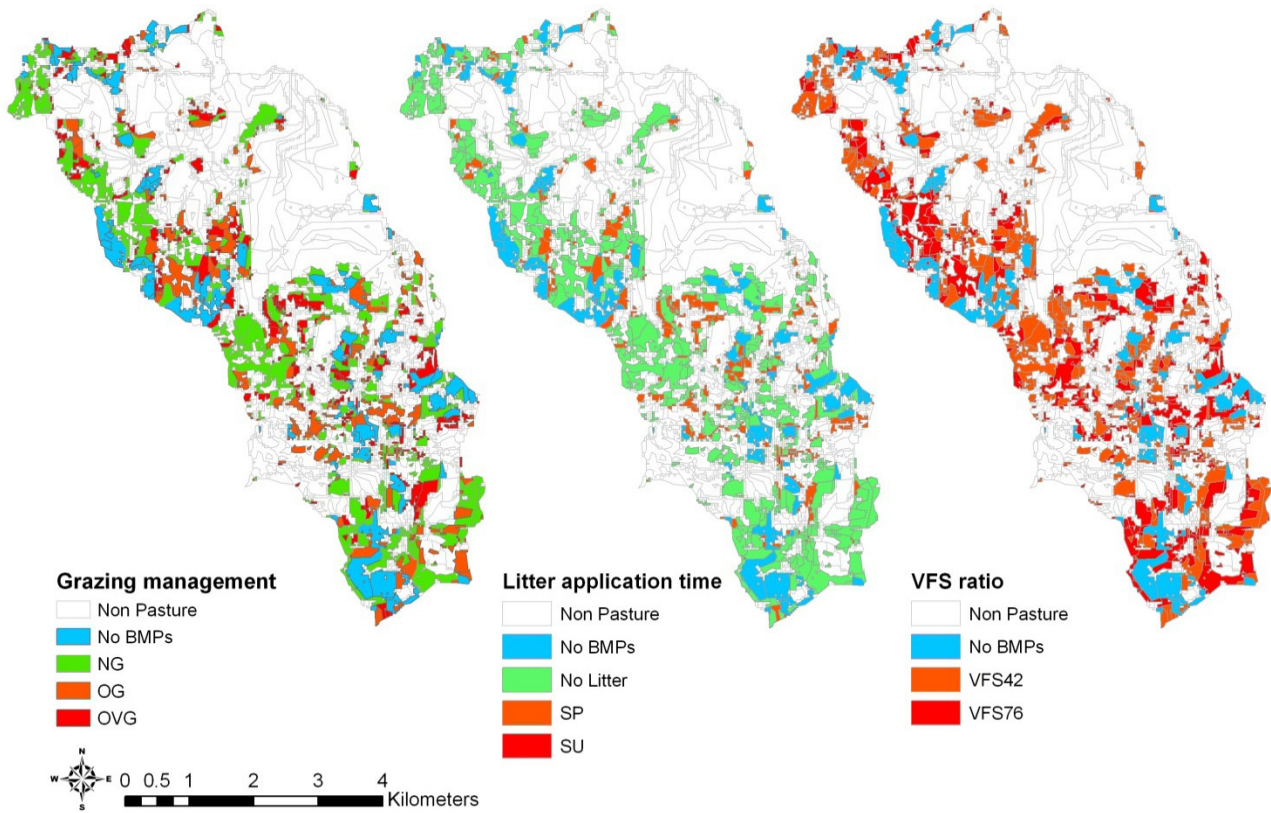 Grazing management
Non Pasture
No BMPs
NG
OG
OVG
Litter application time
Non Pasture
No BMPs
No Litter
SP
SU
VFS ratio
Non Pasture
No BMPs
VFS42
VFS76
N
W E
S
0 0.5 1 2 3 4
Kilometers